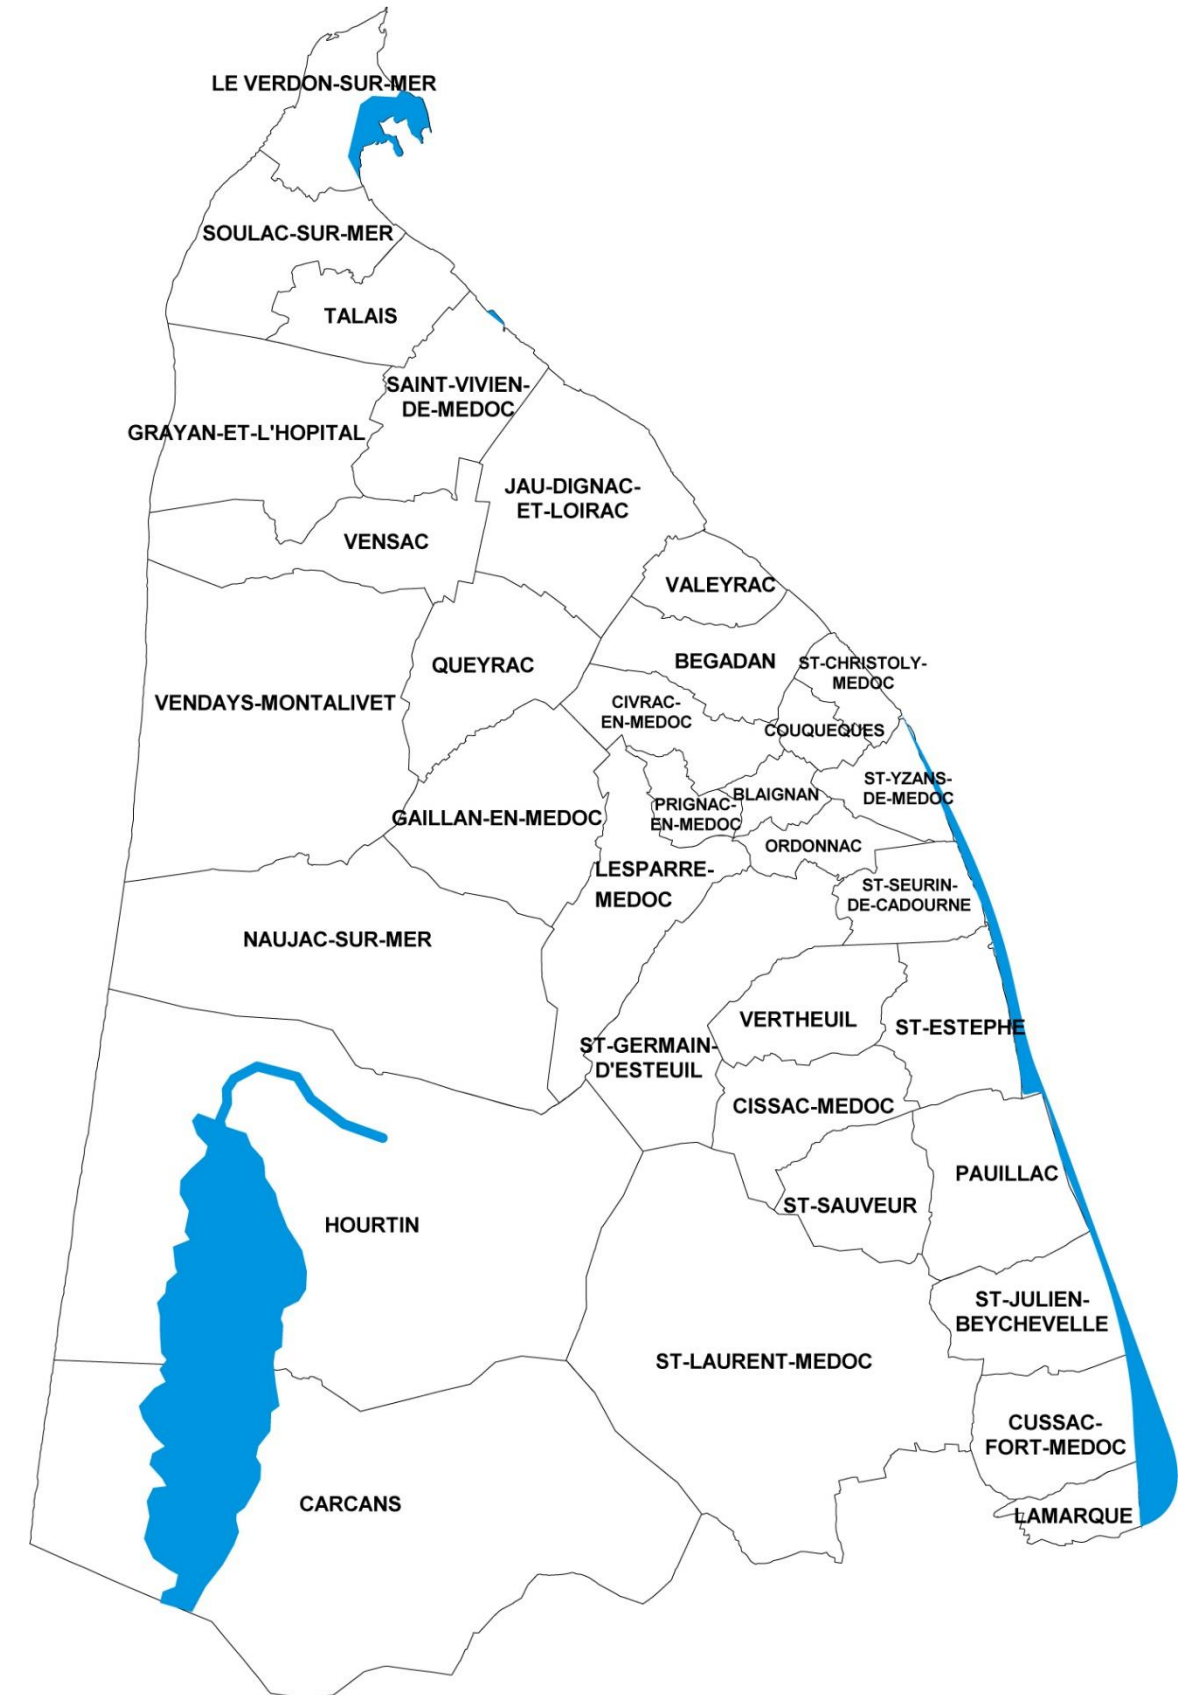 LE VERDON-SUR-MER
SOULAC-SUR-MER
TALAIS
SAINT-VIVIEN-
DE-MEDOC
GRAYAN-ET-L'HOPITAL
JAU-DIGNAC-
ET-LOIRAC
VENSAC
VALEYRAC
QUEYRAC
BEGADAN
ST-CHRISTOLY-
MEDOC
VENDAYS-MONTALIVET
CIVRAC-
EN-MEDOC
COUQUEQUES
ST-YZANS-
DE-MEDOC
BLAIGNAN
PRIGNAC-
EN-MEDOC
GAILLAN-EN-MEDOC
ORDONNAC
LESPARRE-
MEDOC
ST-SEURIN-
DE-CADOURNE
NAUJAC-SUR-MER
VERTHEUIL
ST-ESTEPHE
ST-GERMAIN-
D'ESTEUIL
CISSAC-MEDOC
PAUILLAC
ST-SAUVEUR
HOURTIN
ST-JULIEN-
BEYCHEVELLE
ST-LAURENT-MEDOC
CUSSAC-
FORT-MEDOC
CARCANS
LAMARQUE